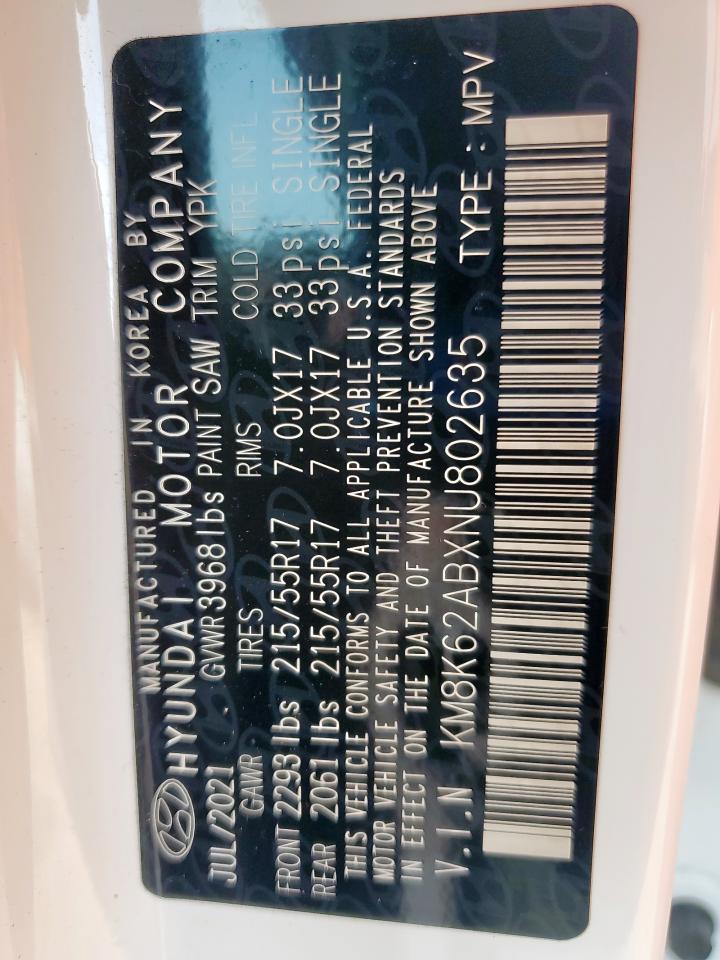 MANUFACTURED IN KOREA BY
HYUNDAI MOTOR COMPANY
JUL/2021 GVWR3968lbs PAINT SAW TRIM YPK
GAWR TIRES RIMS COLD TIRE INFL.
FRONT 2293lbs 215/55R17 7.0JX17 33psi SINGLE
REAR 2061lbs 215/55R17 7.0JX17 33psi SINGLE
THIS VEHICLE CONFORMS TO ALL APPLICABLE U.S.A. FEDERAL
MOTOR VEHICLE SAFETY AND THEFT PREVENTION STANDARDS
IN EFFECT ON THE DATE OF MANUFACTURE SHOWN ABOVE
V.I.N KM8K62ABXNU802635 TYPE : MPV